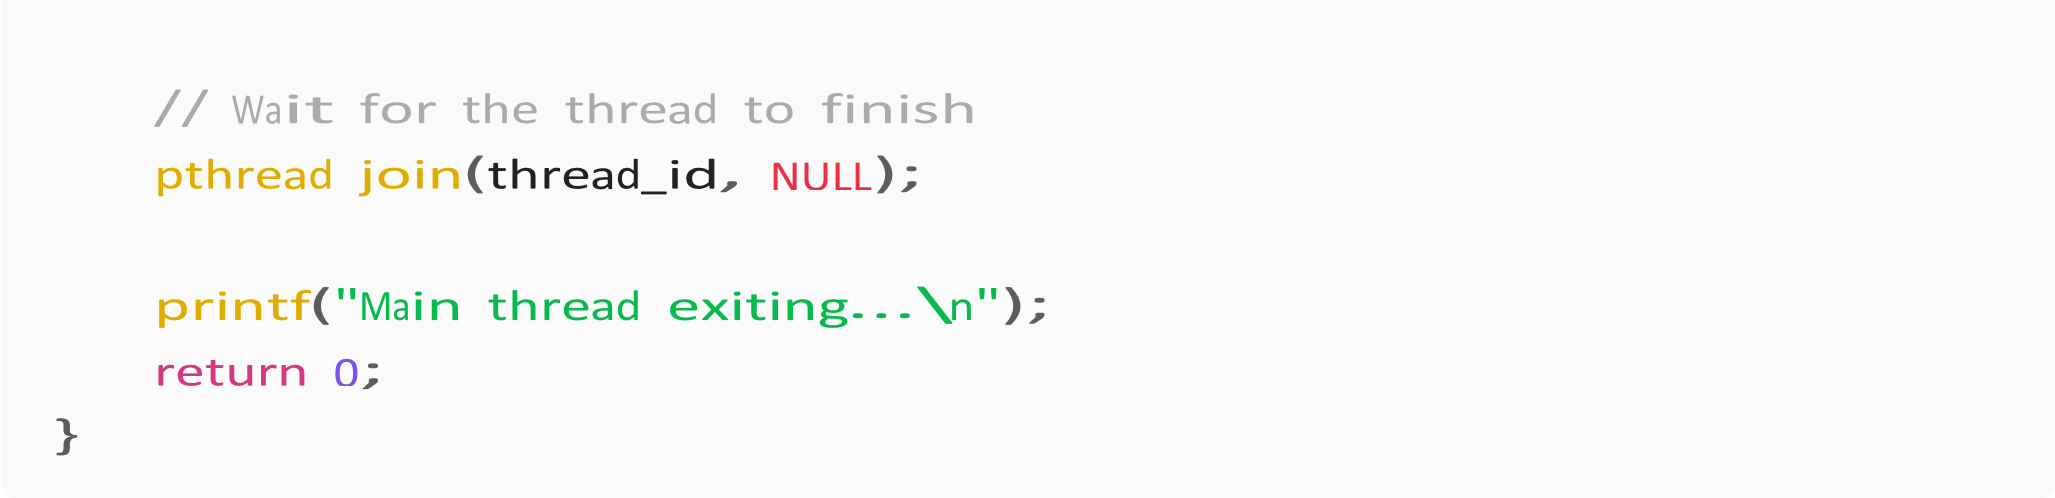 // Wait for the thread to finish
pthread join(thread_id, NULL);
printf("Main thread exiting...\n");
return 0;
}